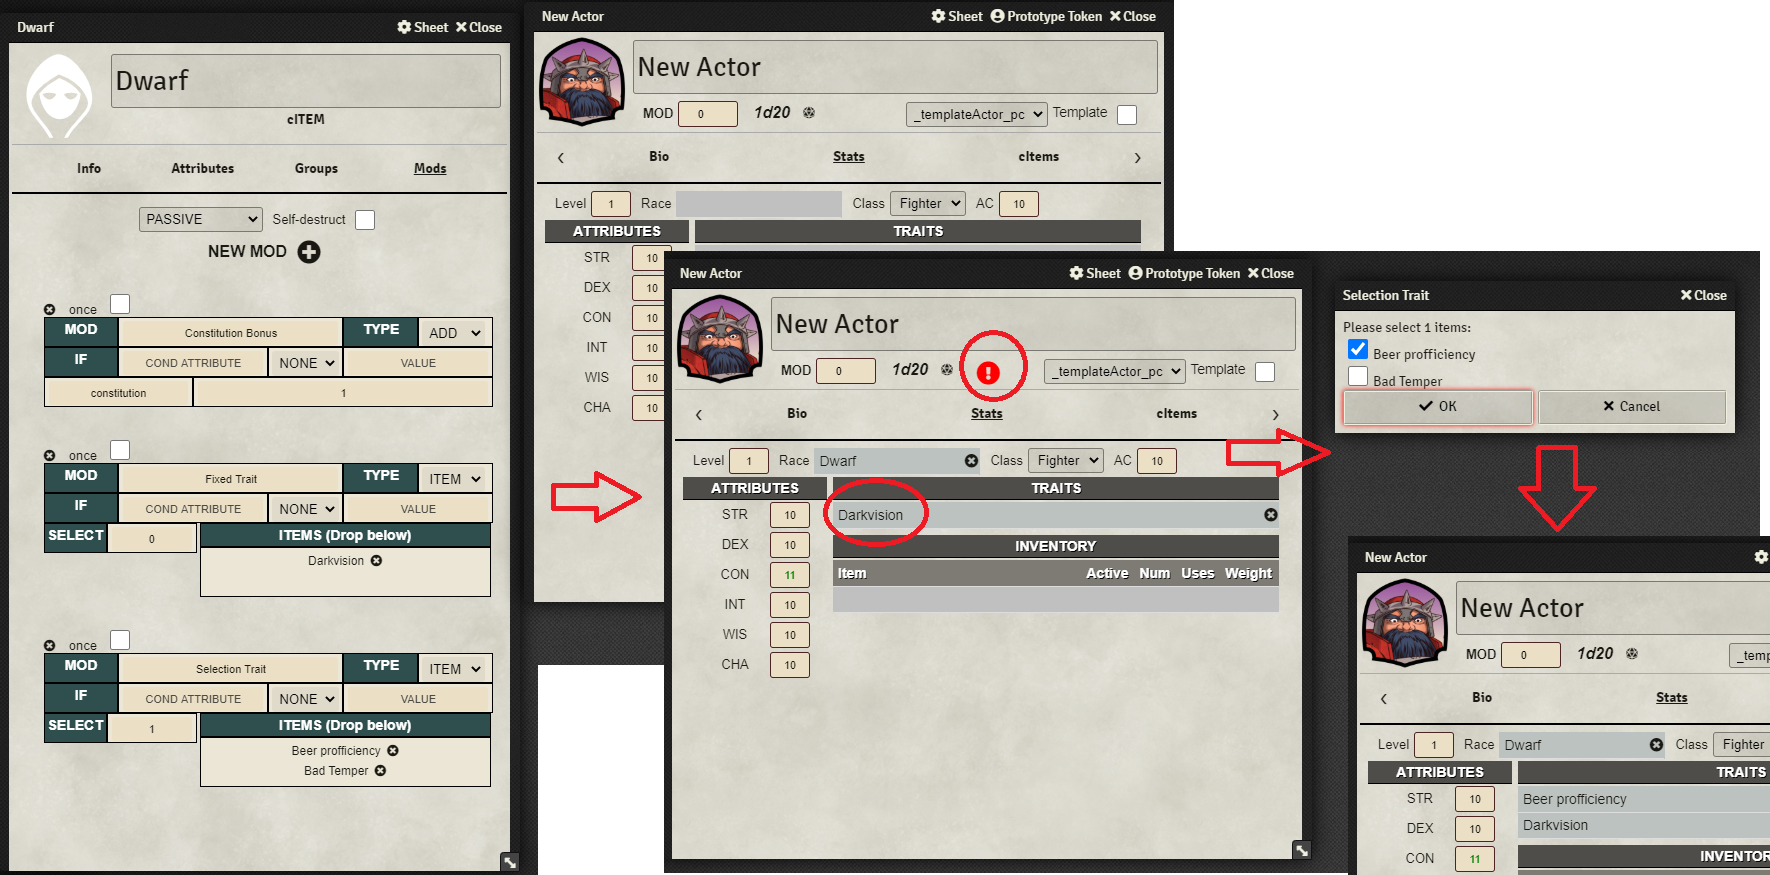 Dwarf
Sheet Close
Dwarf
cITEM
Info Attributes Groups Mods
PASSIVE Self-destruct
NEW MOD
once
MOD Constitution Bonus TYPE ADD
IF COND ATTRIBUTE NONE VALUE
constitution 1
once
MOD Fixed Trait TYPE ITEM
IF COND ATTRIBUTE NONE VALUE
SELECT 0 ITEMS (Drop below)
Darkvision
once
MOD Selection Trait TYPE ITEM
IF COND ATTRIBUTE NONE VALUE
SELECT 1 ITEMS (Drop below)
Beer profficiency
Bad Temper
New Actor
Sheet Prototype Token Close
New Actor
MOD 0 1d20 _templateActor_pc Template
Bio Stats cItems
Level 1 Race Class Fighter AC 10
ATTRIBUTES TRAITS
STR 10
DEX 10
CON 10
INT 10
WIS 10
CHA 10
New Actor
Sheet Prototype Token Close
New Actor
MOD 0 1d20 _templateActor_pc Template
Bio Stats cItems
Level 1 Race Dwarf Class Fighter AC 10
ATTRIBUTES TRAITS
STR 10 Darkvision
DEX 10 INVENTORY
CON 11 Item Active Num Uses Weight
INT 10
WIS 10
CHA 10
Selection Trait Close
Please select 1 items:
Beer profficiency
Bad Temper
OK Cancel
New Actor
New Actor
MOD 0 1d20 _temp
Bio Stats
Level 1 Race Dwarf Class Fighter
ATTRIBUTES TRAITS
STR 10 Beer profficiency
DEX 10 Darkvision
CON 11 INVENTOR